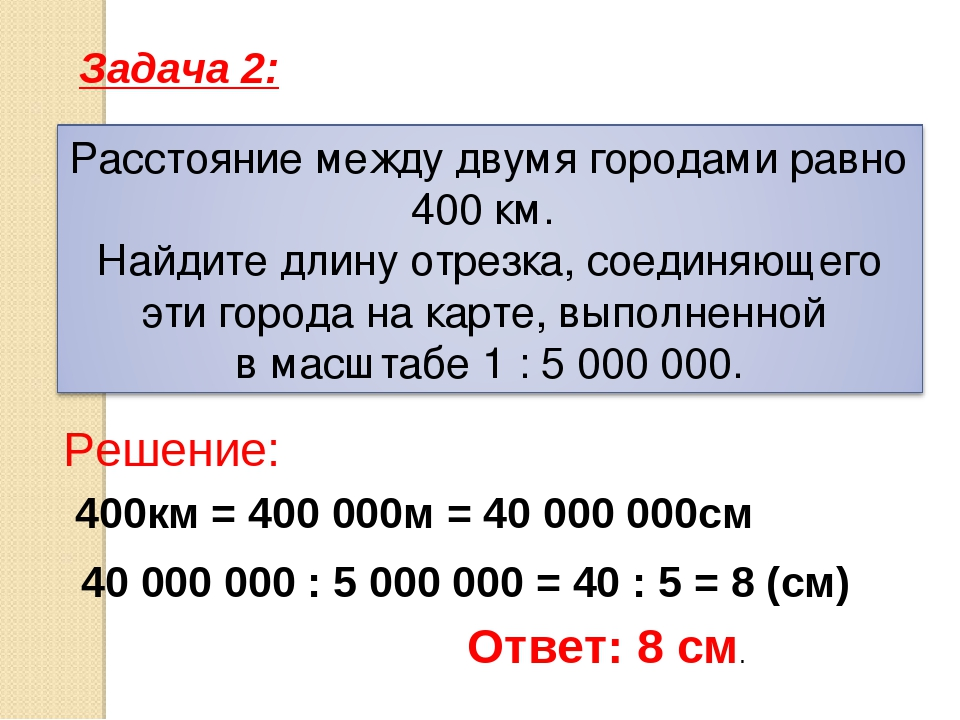 Задача 2:
Расстояние между двумя городами равно
400 км.
Найдите длину отрезка, соединяющего
эти города на карте, выполненной
в масштабе 1 : 5 000 000.
Решение:
400км = 400 000м = 40 000 000см
40 000 000 : 5 000 000 = 40 : 5 = 8 (см)
Ответ: 8 см.